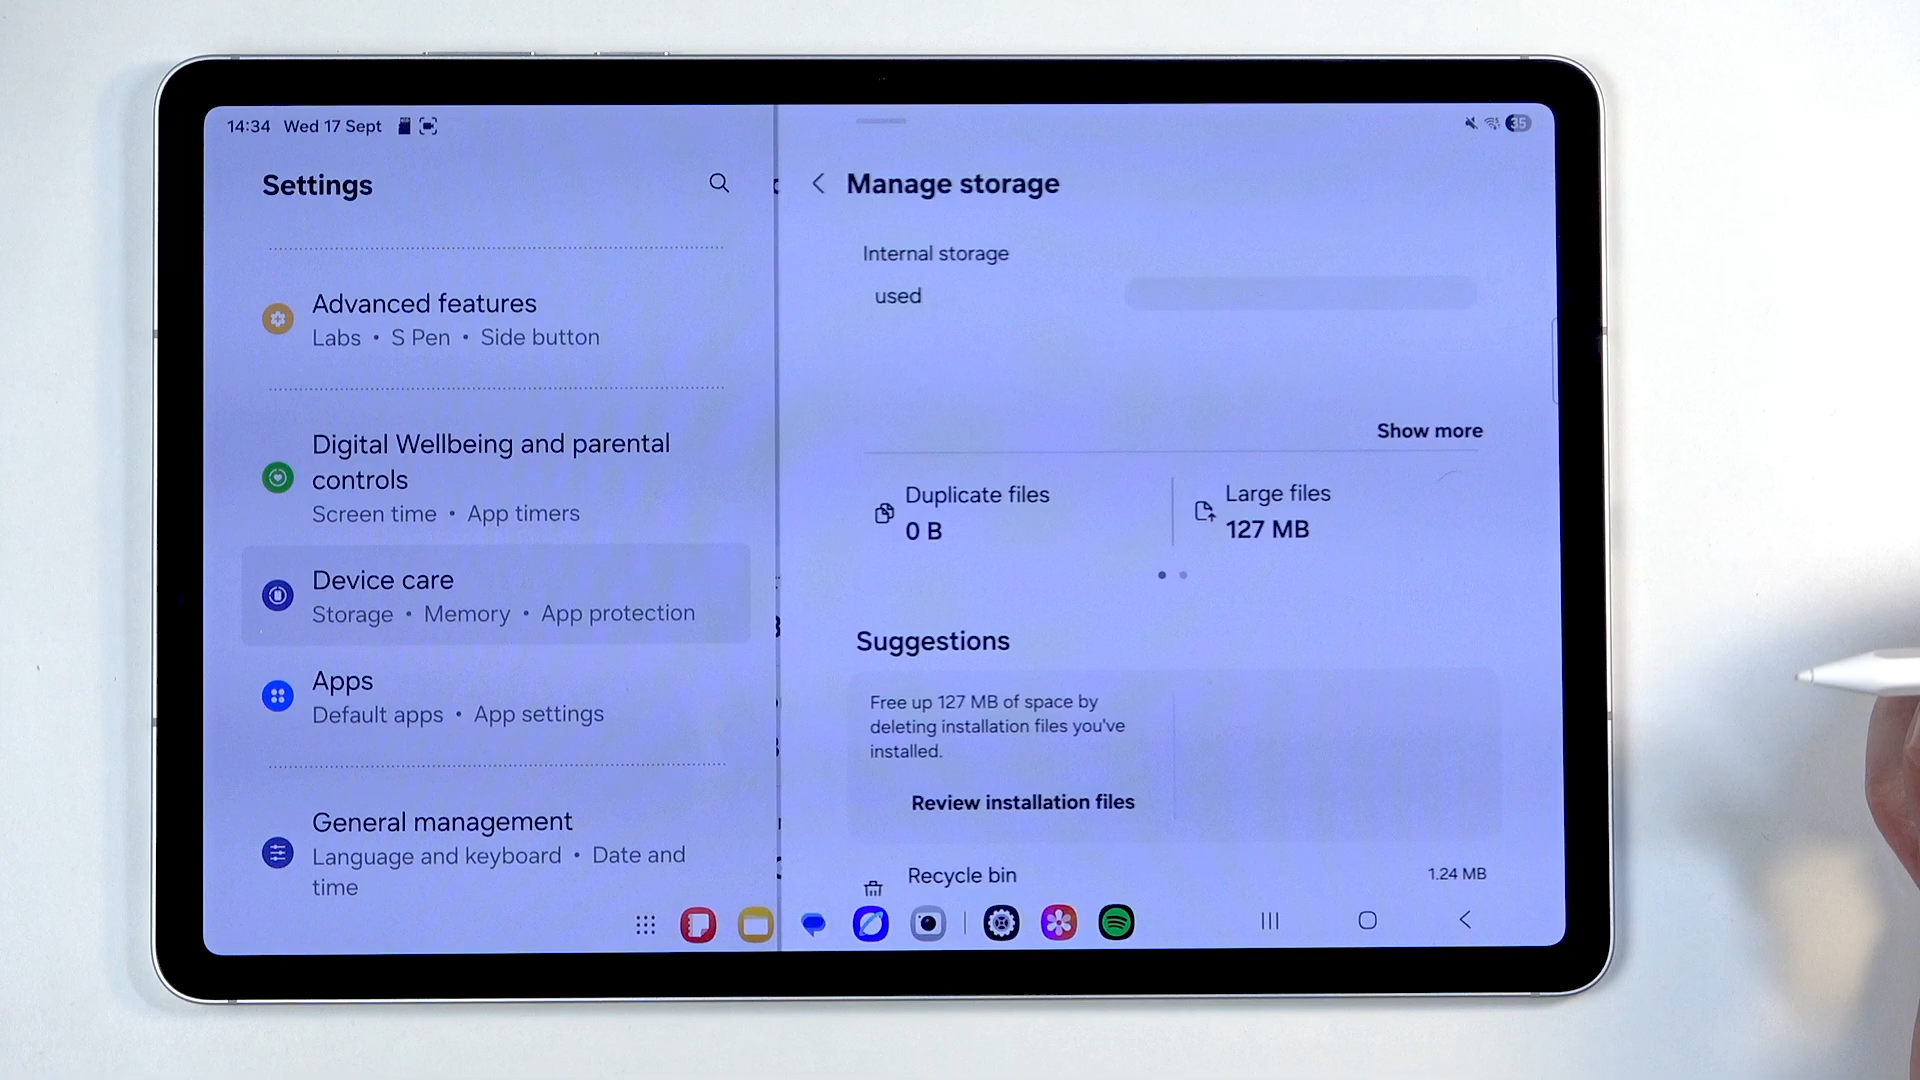 14:34 Wed 17 Sept
35
Settings
Advanced features
Labs • S Pen • Side button
Digital Wellbeing and parental
controls
Screen time • App timers
Device care
Storage • Memory • App protection
Apps
Default apps • App settings
General management
Language and keyboard • Date and
time
Manage storage
Internal storage
used
Show more
Duplicate files
0 B
Large files
127 MB
Suggestions
Free up 127 MB of space by
deleting installation files you've
installed.
Review installation files
Recycle bin
1.24 MB